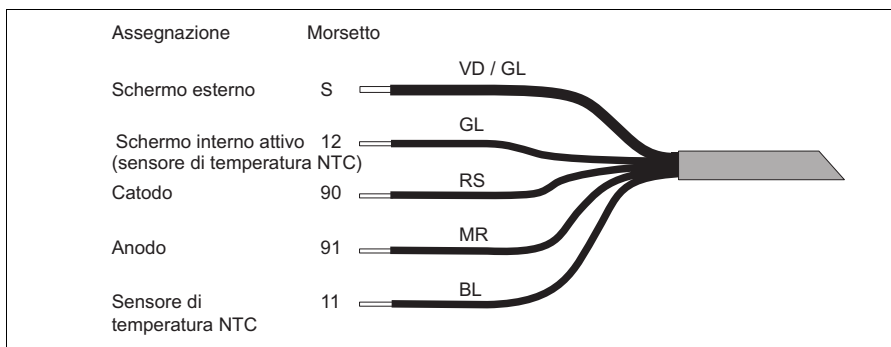 Assegnazione Morsetto
Schermo esterno S VD / GL
Schermo interno attivo 12 GL
(sensore di temperatura NTC)
Catodo 90 RS
Anodo 91 MR
Sensore di 11 BL
temperatura NTC